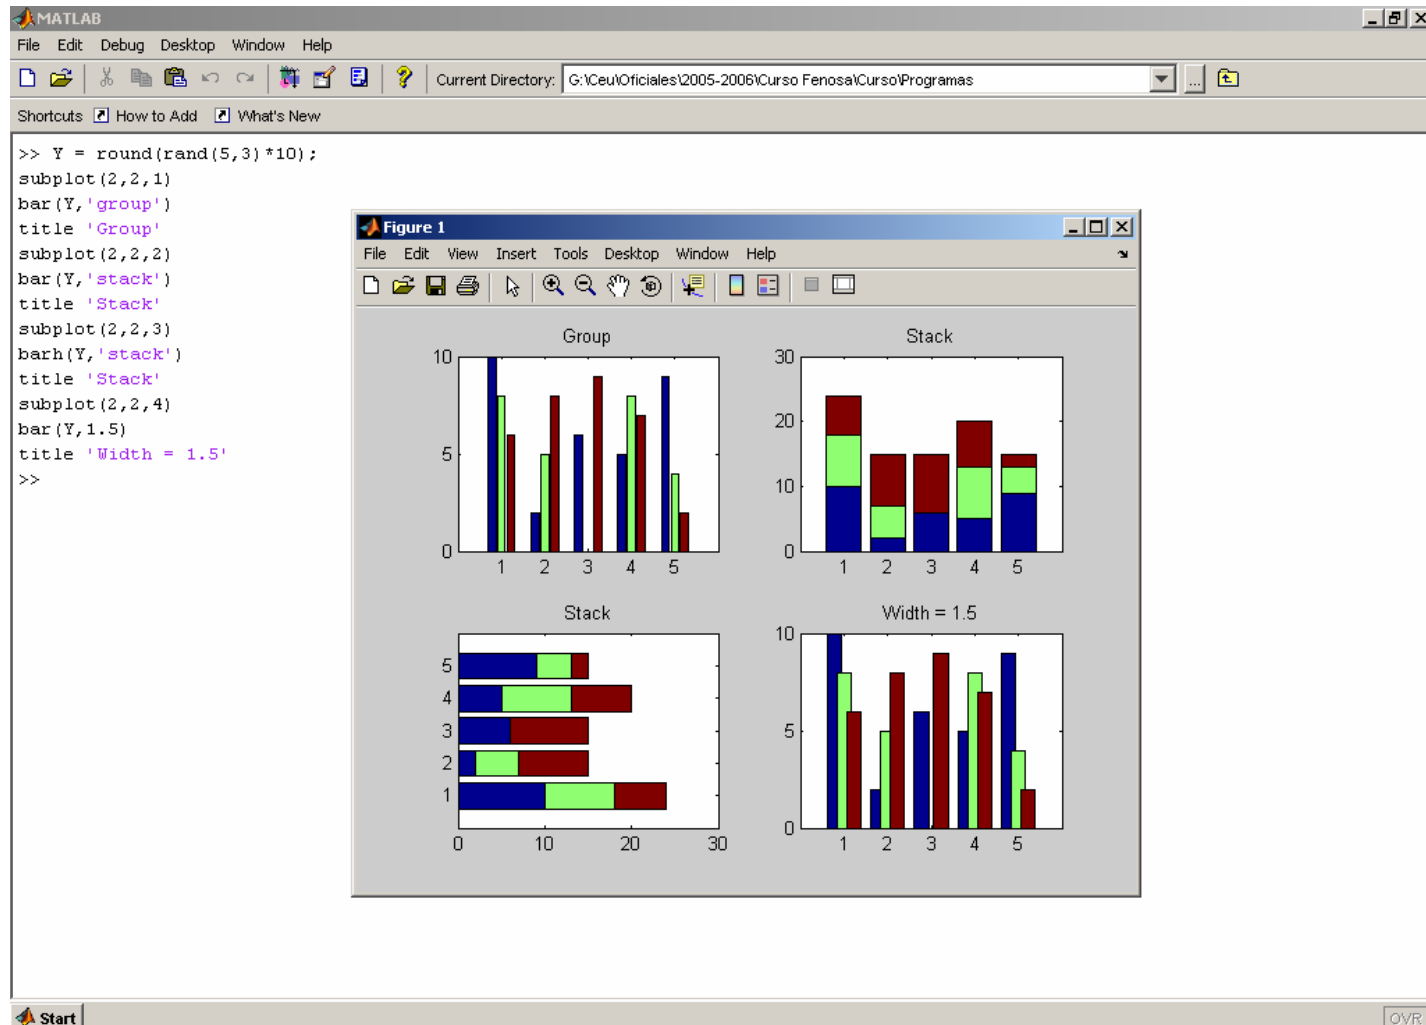 MATLAB
File Edit Debug Desktop Window Help
Current Directory: G:\Ceu\Oficiales\2005-2006\Curso Fenosa\Curso\Programas
...
Shortcuts How to Add What's New
>> Y = round(rand(5,3)*10);
subplot(2,2,1)
bar(Y,'group')
title 'Group'
subplot(2,2,2)
bar(Y,'stack')
title 'Stack'
subplot(2,2,3)
barh(Y,'stack')
title 'Stack'
subplot(2,2,4)
bar(Y,1.5)
title 'Width = 1.5'
>>
Figure 1
File Edit View Insert Tools Desktop Window Help
Group
10
5
0
1 2 3 4 5
Stack
30
20
10
0
1 2 3 4 5
Stack
5
4
3
2
1
0 10 20 30
Width = 1.5
10
5
0
1 2 3 4 5
Start
OVR